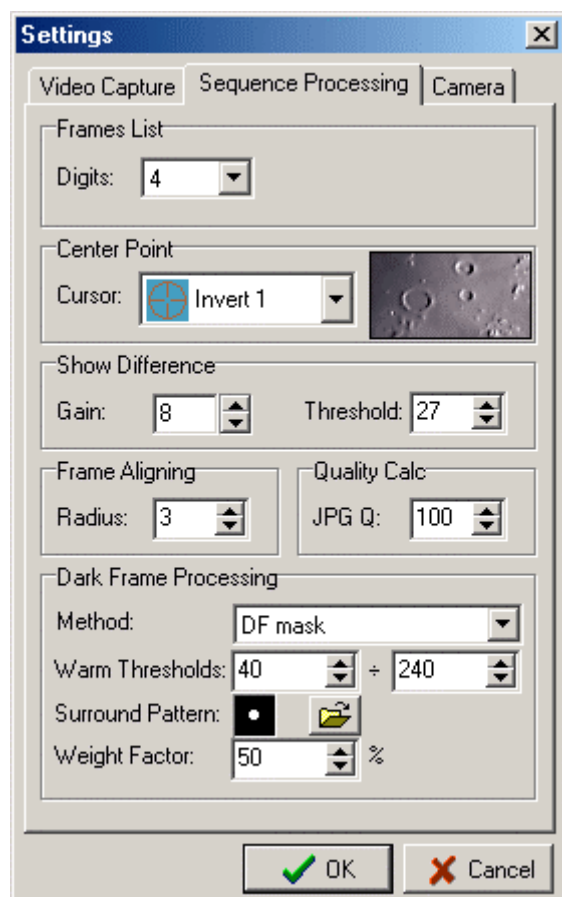 Settings
Video Capture Sequence Processing Camera
Frames List
Digits: 4
Center Point
Cursor: Invert 1
Show Difference
Gain: 8 Threshold: 27
Frame Aligning Quality Calc
Radius: 3 JPG Q: 100
Dark Frame Processing
Method: DF mask
Warm Thresholds: 40 ÷ 240
Surround Pattern:
Weight Factor: 50 %
OK Cancel